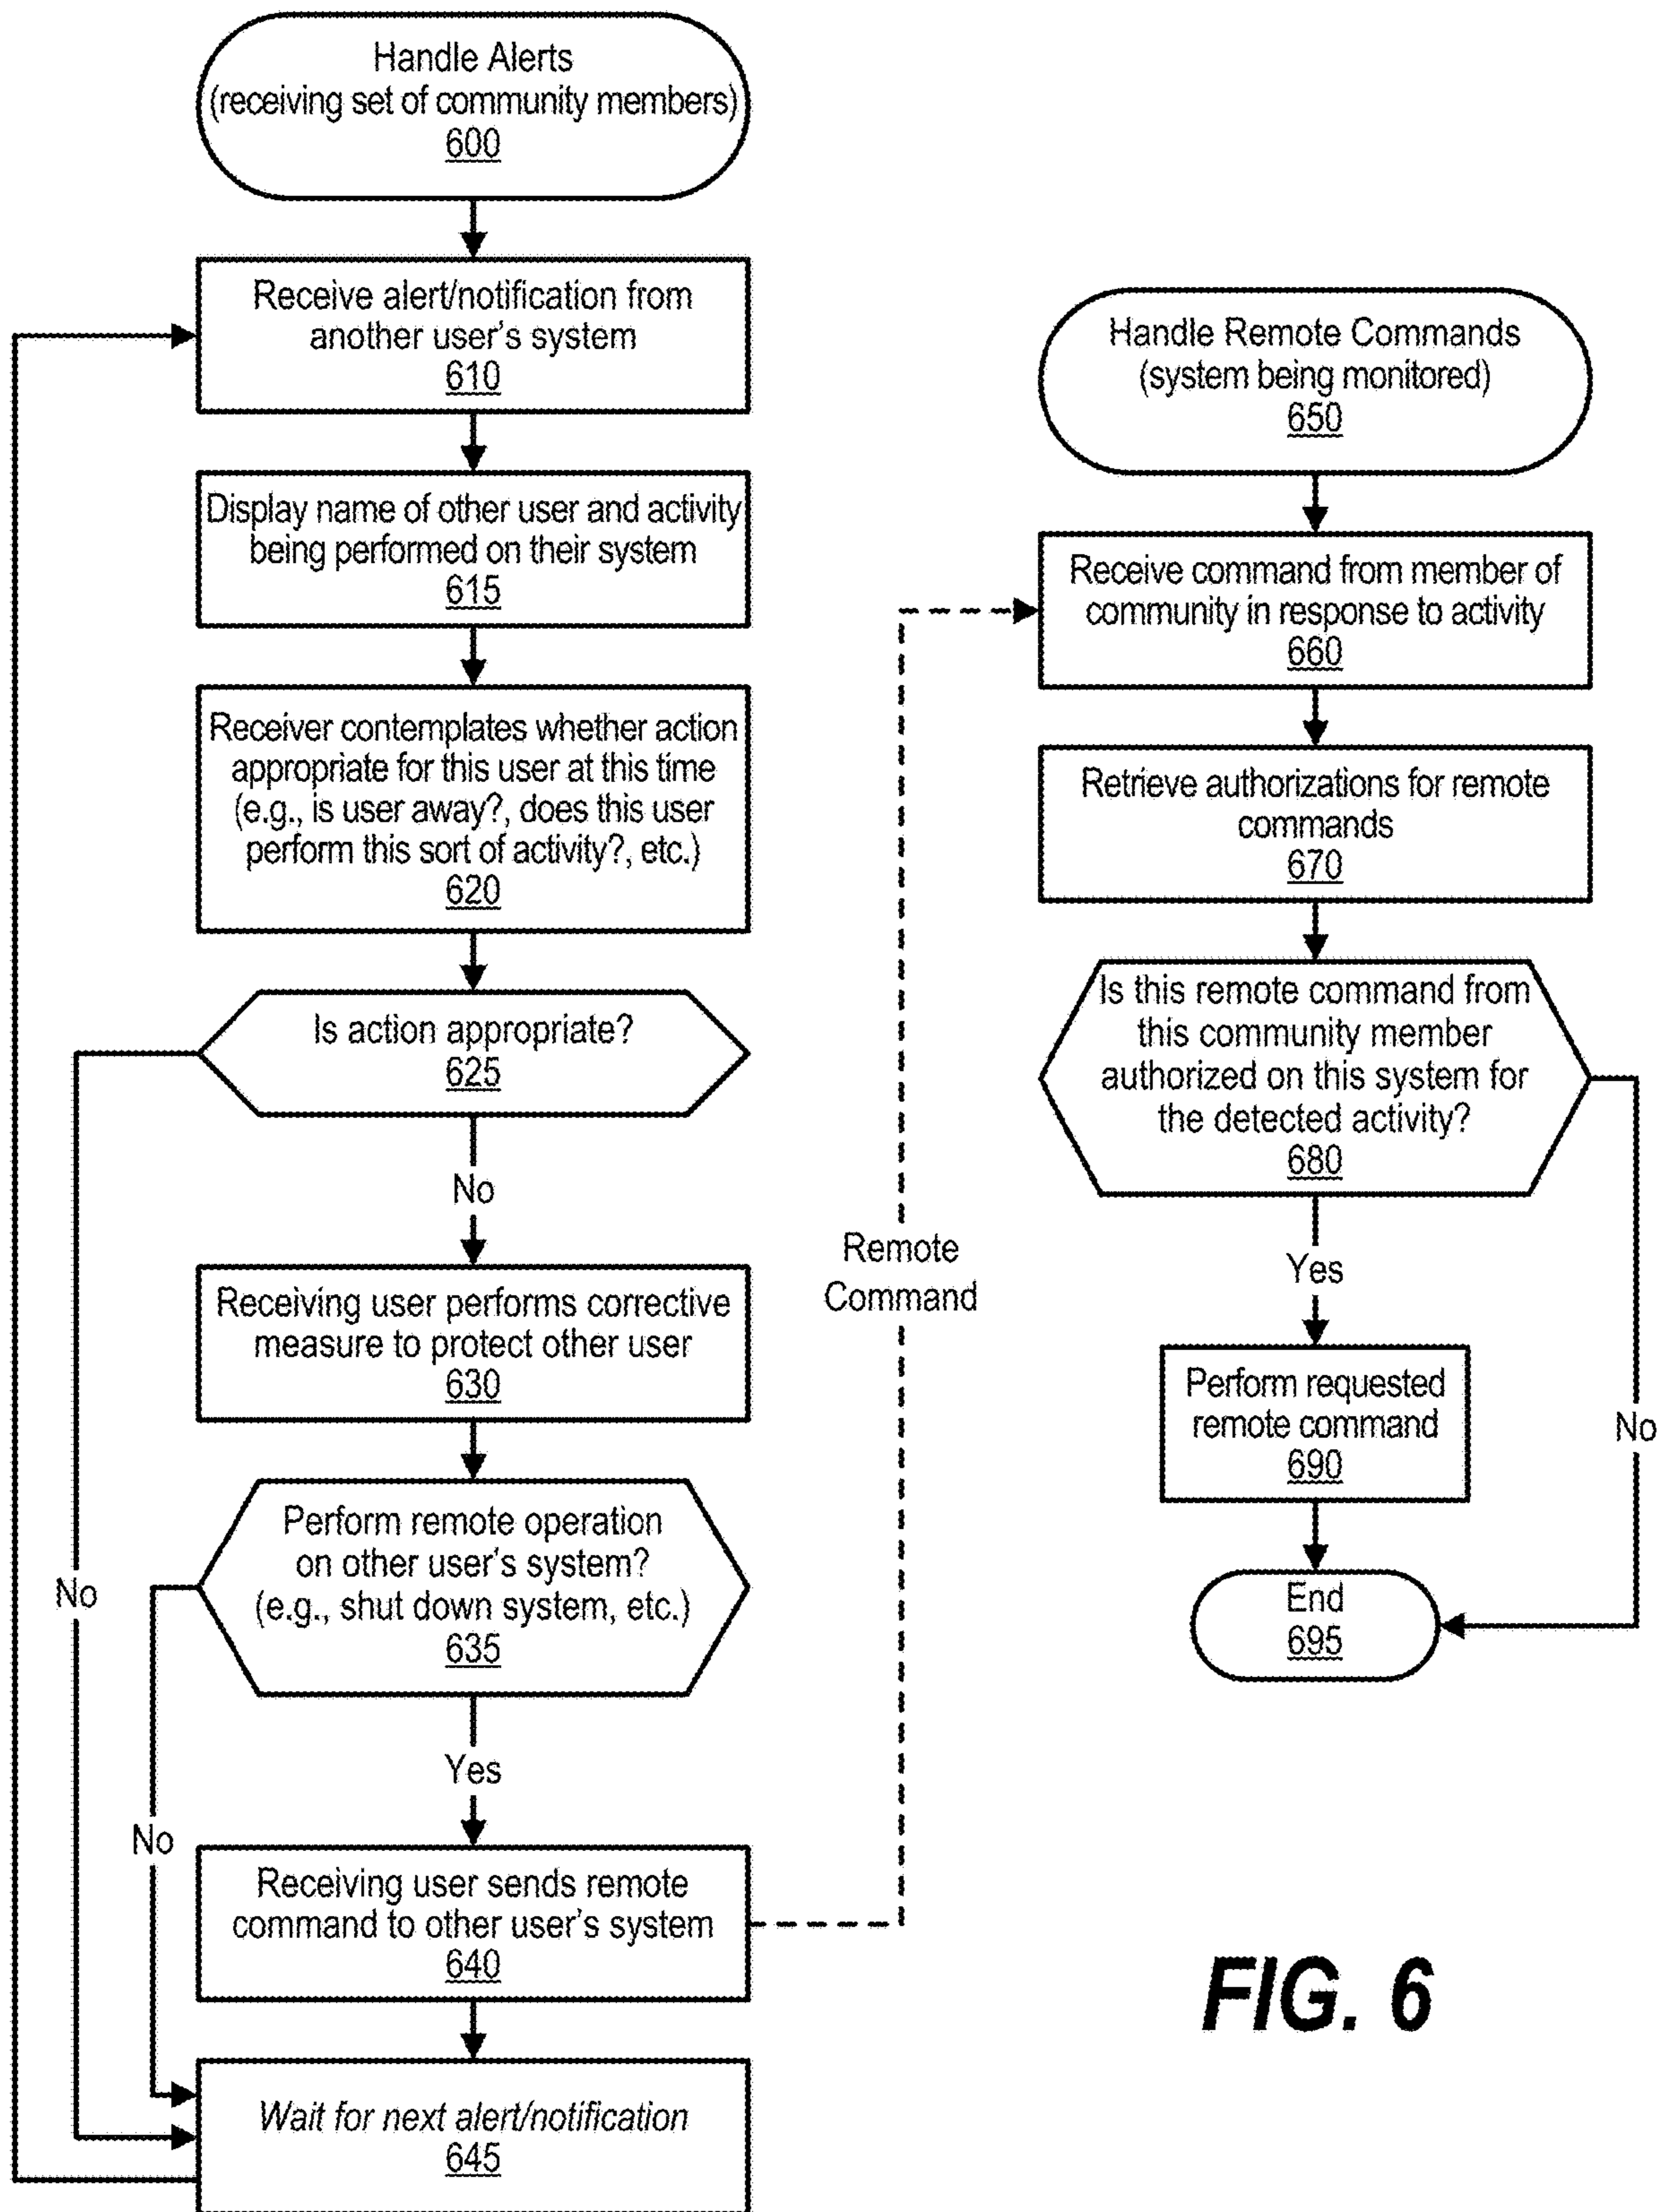 Handle Alerts
(receiving set of community members)
600
Receive alert/notification from
another user's system
610
Display name of other user and activity
being performed on their system
615
Receiver contemplates whether action
appropriate for this user at this time
(e.g., is user away?, does this user
perform this sort of activity?, etc.)
620
Is action appropriate?
625
No
Receiving user performs corrective
measure to protect other user
630
Perform remote operation
on other user's system?
(e.g., shut down system, etc.)
635
No
Yes
No
Receiving user sends remote
command to other user's system
640
Wait for next alert/notification
645
Remote
Command
Handle Remote Commands
(system being monitored)
650
Receive command from member of
community in response to activity
660
Retrieve authorizations for remote
commands
670
Is this remote command from
this community member
authorized on this system for
the detected activity?
680
Yes
No
Perform requested
remote command
690
End
695
FIG. 6